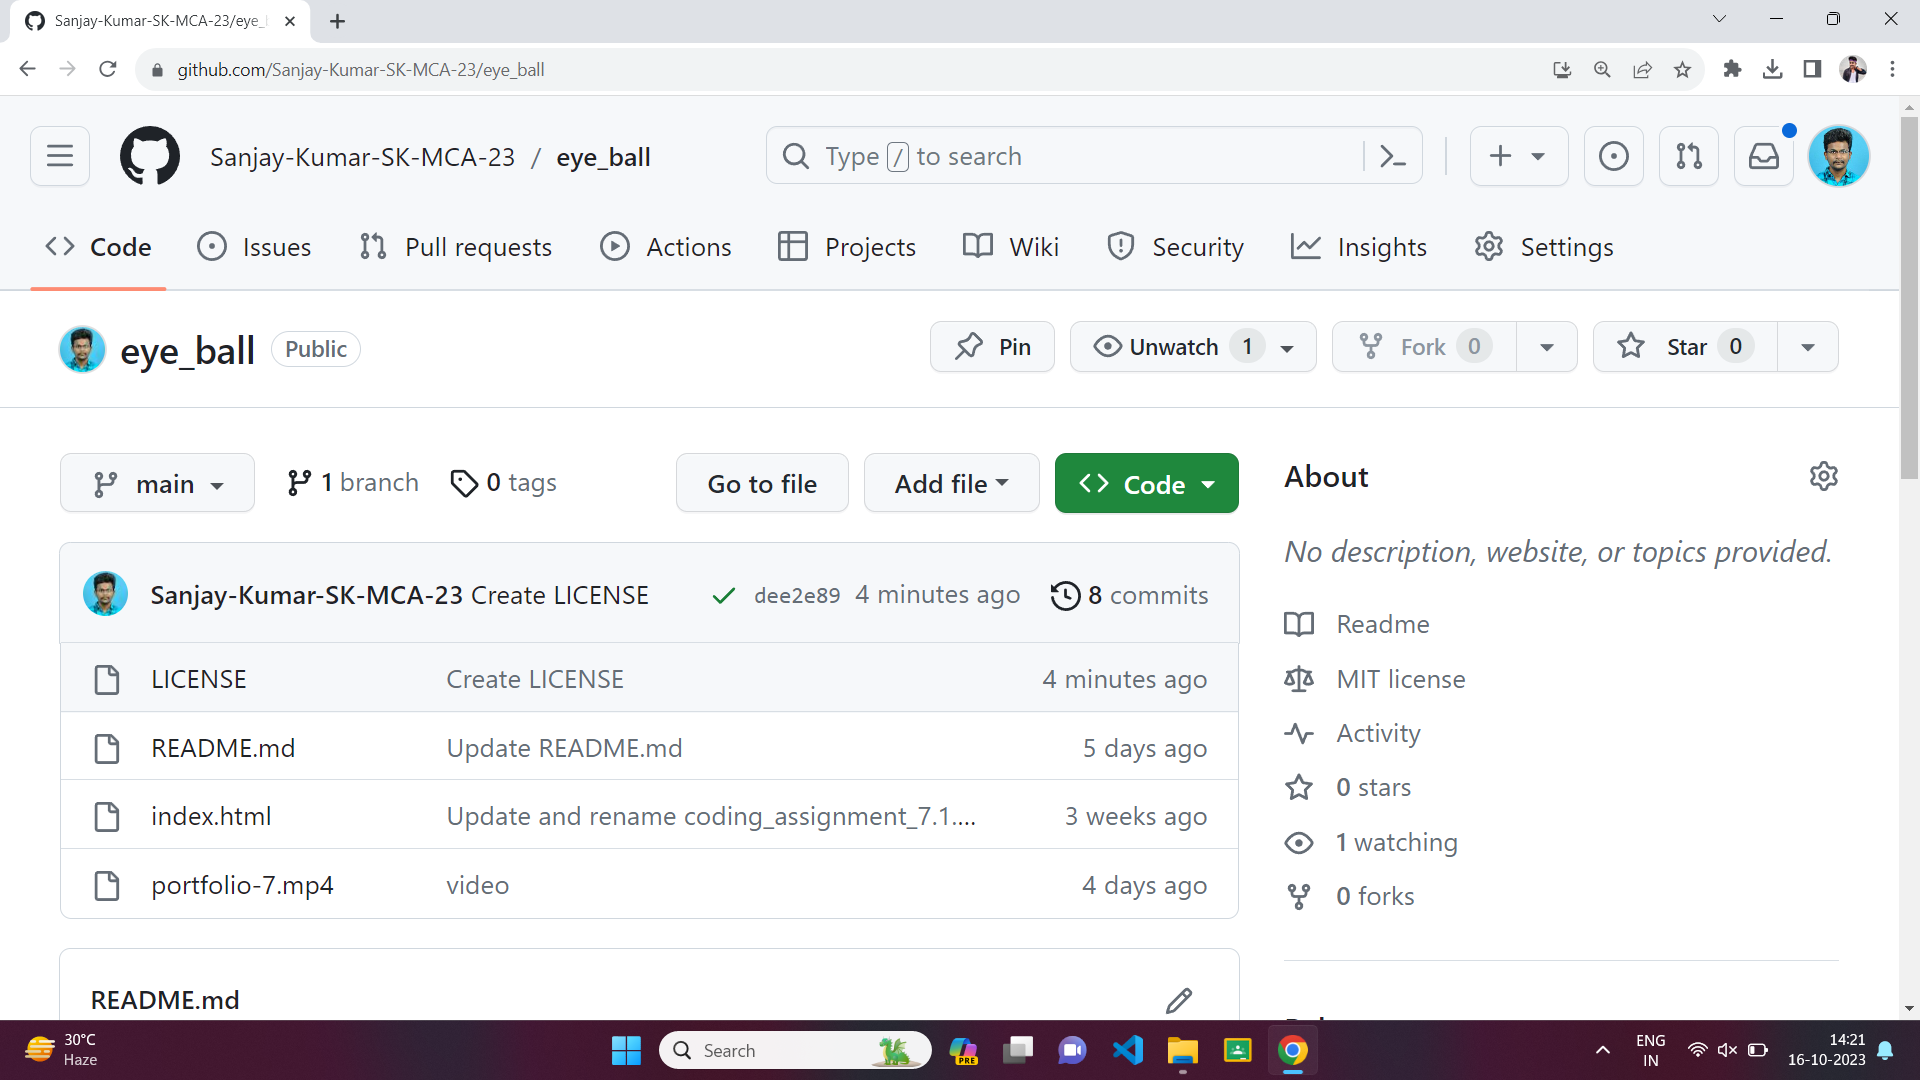 Sanjay-Kumar-SK-MCA-23/eye_
github.com/Sanjay-Kumar-SK-MCA-23/eye_ball
Sanjay-Kumar-SK-MCA-23 / eye_ball
Type / to search
Code Issues Pull requests Actions Projects Wiki Security Insights Settings
eye_ball Public
Pin Unwatch 1 Fork 0 Star 0
main 1 branch 0 tags Go to file Add file Code
Sanjay-Kumar-SK-MCA-23 Create LICENSE dee2e89 4 minutes ago 8 commits
LICENSE Create LICENSE 4 minutes ago
README.md Update README.md 5 days ago
index.html Update and rename coding_assignment_7.1.… 3 weeks ago
portfolio-7.mp4 video 4 days ago
README.md
About
No description, website, or topics provided.
Readme
MIT license
Activity
0 stars
1 watching
0 forks
30°C
Haze
Search
PRE
ENG
IN
14:21
16-10-2023